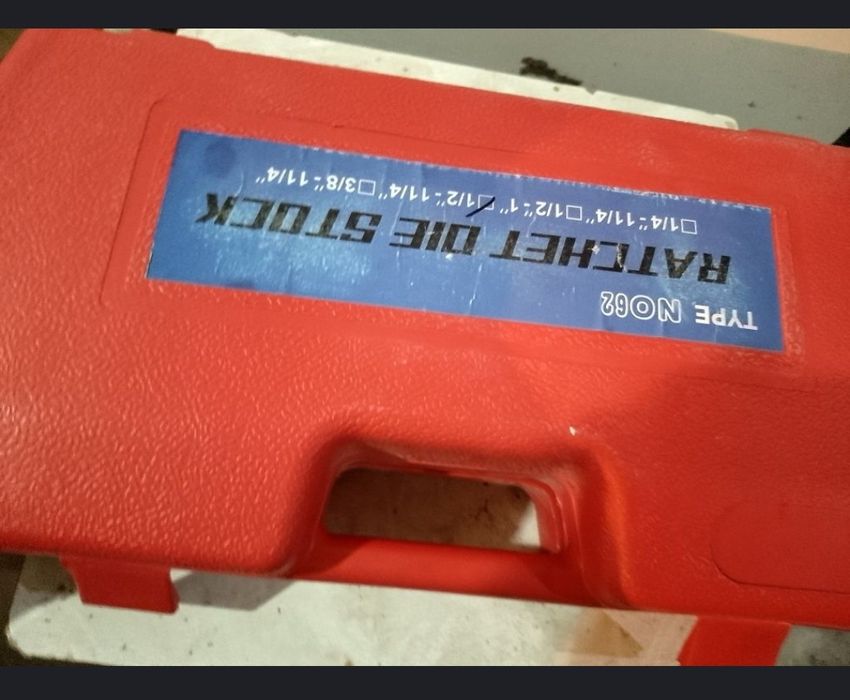 TYPE NO62
RATCHET DIE STOCK
□1/4"-11/4" □1/2"-1" □1/2"-11/4" □3/8"-11/4"